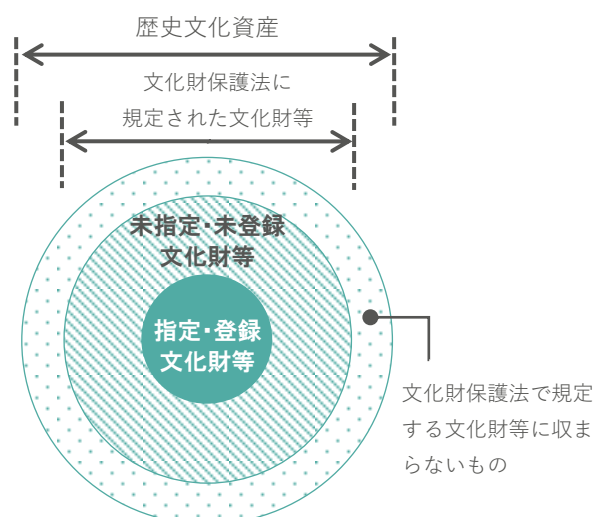 歴史文化資産
文化財保護法に
規定された文化財等
未指定・未登録
文化財等
指定・登録
文化財等
文化財保護法で規定
する文化財等に収ま
らないもの